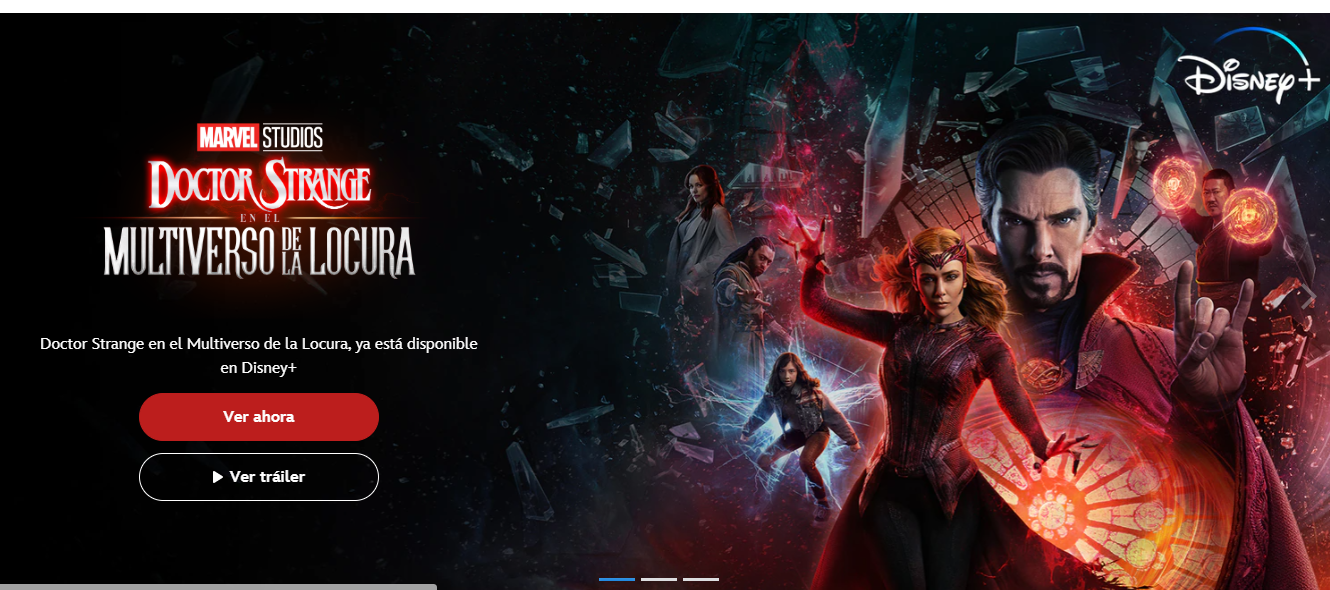 Disney+
MARVEL STUDIOS
DOCTOR STRANGE
EN EL
MULTIVERSO DE LA LOCURA
Doctor Strange en el Multiverso de la Locura, ya está disponible
en Disney+
Ver ahora
Ver tráiler